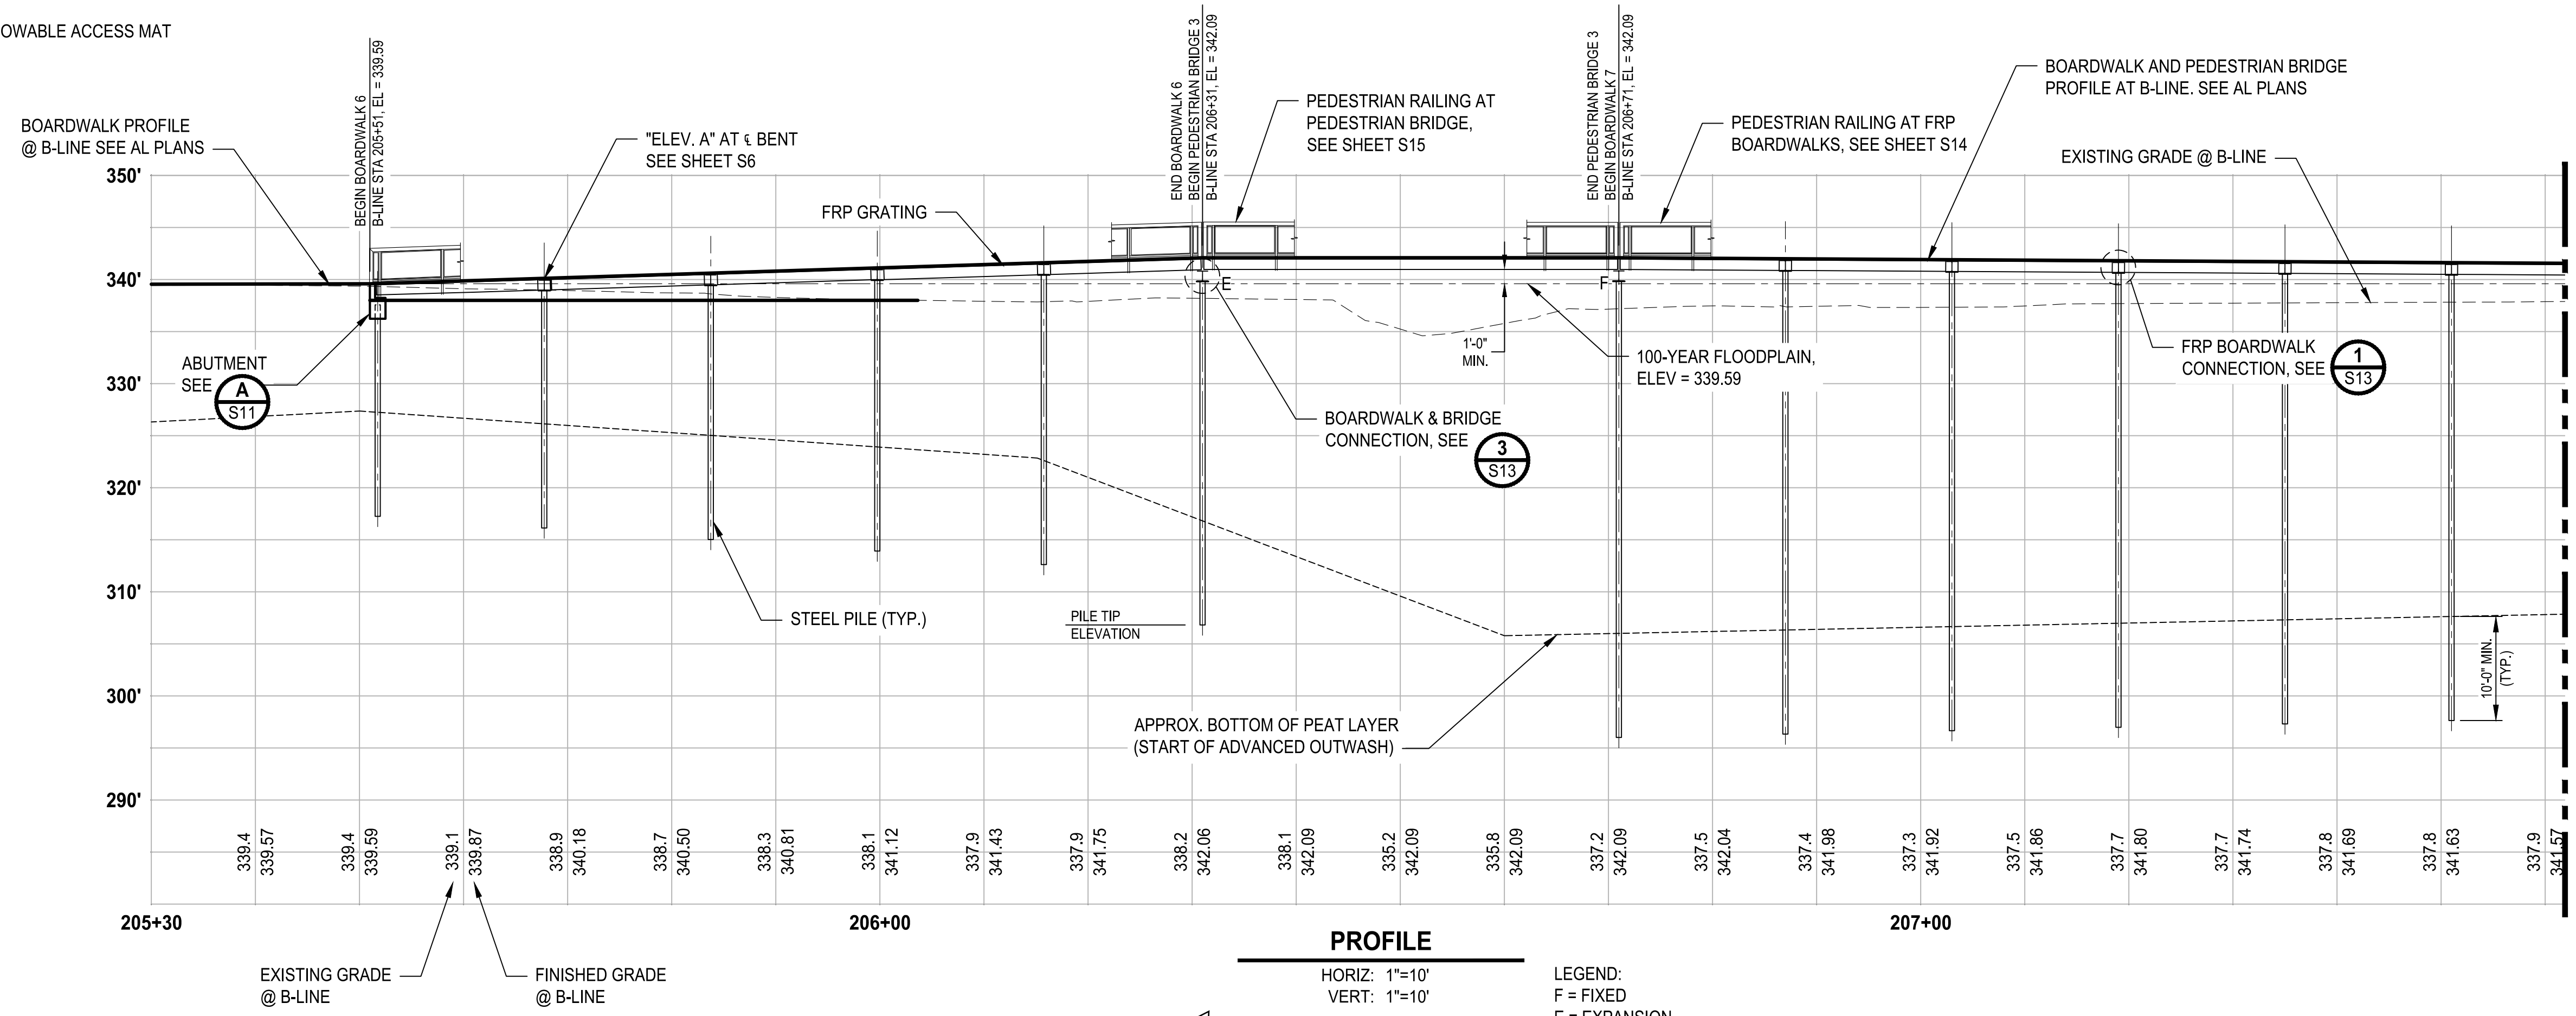 OWABLE ACCESS MAT
BOARDWALK PROFILE
@ B-LINE SEE AL PLANS
BEGIN BOARDWALK 6
B-LINE STA 205+51, EL = 339.59
"ELEV. A" AT ℄ BENT
SEE SHEET S6
FRP GRATING
END BOARDWALK 6
BEGIN PEDESTRIAN BRIDGE 3
B-LINE STA 206+31, EL = 342.09
PEDESTRIAN RAILING AT
PEDESTRIAN BRIDGE,
SEE SHEET S15
END PEDESTRIAN BRIDGE 3
BEGIN BOARDWALK 7
B-LINE STA 206+71, EL = 342.09
PEDESTRIAN RAILING AT FRP
BOARDWALKS, SEE SHEET S14
BOARDWALK AND PEDESTRIAN BRIDGE
PROFILE AT B-LINE. SEE AL PLANS
EXISTING GRADE @ B-LINE
350'
340'
330'
320'
310'
300'
290'
E
F
ABUTMENT
SEE
A
S11
1'-0"
MIN.
100-YEAR FLOODPLAIN,
ELEV = 339.59
FRP BOARDWALK
CONNECTION, SEE
1
S13
BOARDWALK & BRIDGE
CONNECTION, SEE
3
S13
STEEL PILE (TYP.)
PILE TIP
ELEVATION
10'-0" MIN.
(TYP.)
APPROX. BOTTOM OF PEAT LAYER
(START OF ADVANCED OUTWASH)
339.4
339.57
339.4
339.59
339.1
339.87
338.9
340.18
338.7
340.50
338.3
340.81
338.1
341.12
337.9
341.43
337.9
341.75
338.2
342.06
338.1
342.09
335.2
342.09
335.8
342.09
337.2
342.09
337.5
342.04
337.4
341.98
337.3
341.92
337.5
341.86
337.7
341.80
337.7
341.74
337.8
341.69
337.8
341.63
337.9
341.57
205+30
206+00
207+00
EXISTING GRADE
@ B-LINE
FINISHED GRADE
@ B-LINE
PROFILE
HORIZ: 1"=10'
VERT: 1"=10'
LEGEND:
F = FIXED
E = EXPANSION